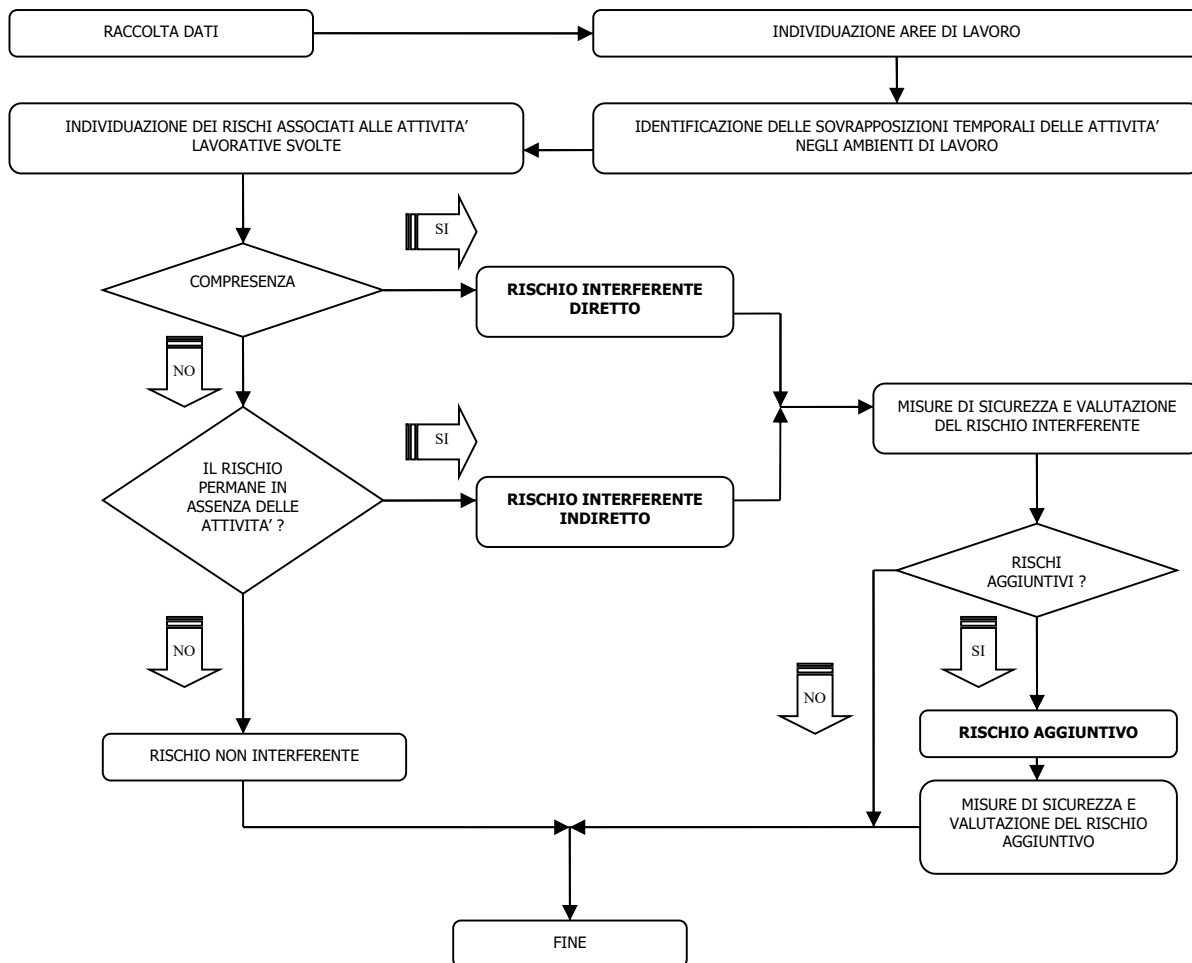 RACCOLTA DATI
INDIVIDUAZIONE AREE DI LAVORO
INDIVIDUAZIONE DEI RISCHI ASSOCIATI ALLE ATTIVITA’
LAVORATIVE SVOLTE
IDENTIFICAZIONE DELLE SOVRAPPOSIZIONI TEMPORALI DELLE ATTIVITA’
NEGLI AMBIENTI DI LAVORO
SI
COMPRESENZA
RISCHIO INTERFERENTE
DIRETTO
NO
MISURE DI SICUREZZA E VALUTAZIONE
DEL RISCHIO INTERFERENTE
SI
IL RISCHIO
PERMANE IN
ASSENZA DELLE
ATTIVITA’ ?
RISCHIO INTERFERENTE
INDIRETTO
RISCHI
AGGIUNTIVI ?
NO
SI
NO
RISCHIO AGGIUNTIVO
RISCHIO NON INTERFERENTE
MISURE DI SICUREZZA E
VALUTAZIONE DEL RISCHIO
AGGIUNTIVO
FINE